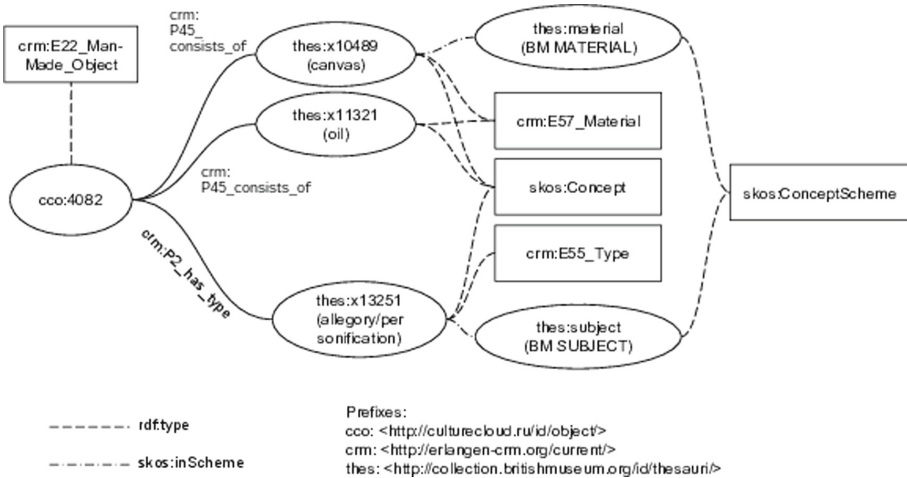 crm:
P45_
consists_of
crm:E22_Man-
Made_Object
thes:x10489
(canvas)
thes:material
(BM MATERIAL)
thes:x11321
(oil)
crm:E57_Material
crm:
P45_consists_of
skos:Concept
cco:4082
skos:ConceptScheme
crm:P2_has_type
crm:E55_Type
thes:x13251
(allegory/per
sonification)
thes:subject
(BM SUBJECT)
rdf:type
skos:inScheme
Prefixes:
cco: <http://culturecloud.ru/id/object/>
crm: <http://erlangen-crm.org/current/>
thes: <http://collection.britishmuseum.org/id/thesauri/>